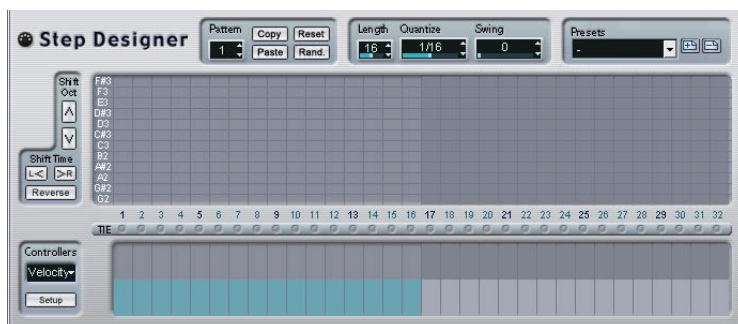 Step Designer
Pattern
1
Copy
Reset
Paste
Rand.
Length
16
Quantize
1/16
Swing
0
Presets
-
Shift
Oct
Shift Time
L<
>R
Reverse
F#3
F3
E3
D#3
D3
C#3
C3
B2
A#2
A2
G#2
G2
1 2 3 4 5 6 7 8 9 10 11 12 13 14 15 16 17 18 19 20 21 22 23 24 25 26 27 28 29 30 31 32
TIE
Controllers
Velocity
Setup